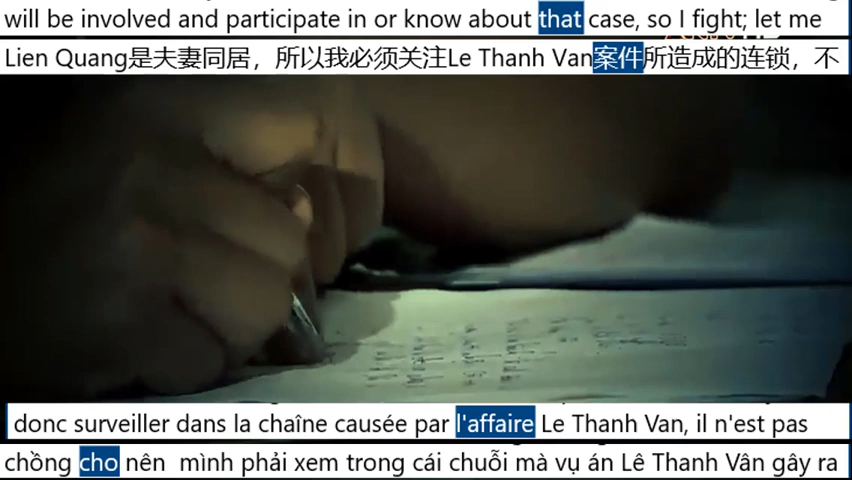 will be involved and participate in or know about that case, so I fight; let me
Lien Quang是夫妻同居，所以我必须关注Le Thanh Van案件所造成的连锁，不
donc surveiller dans la chaîne causée par l'affaire Le Thanh Van, il n'est pas
chồng cho nên mình phải xem trong cái chuỗi mà vụ án Lê Thanh Vân gây ra